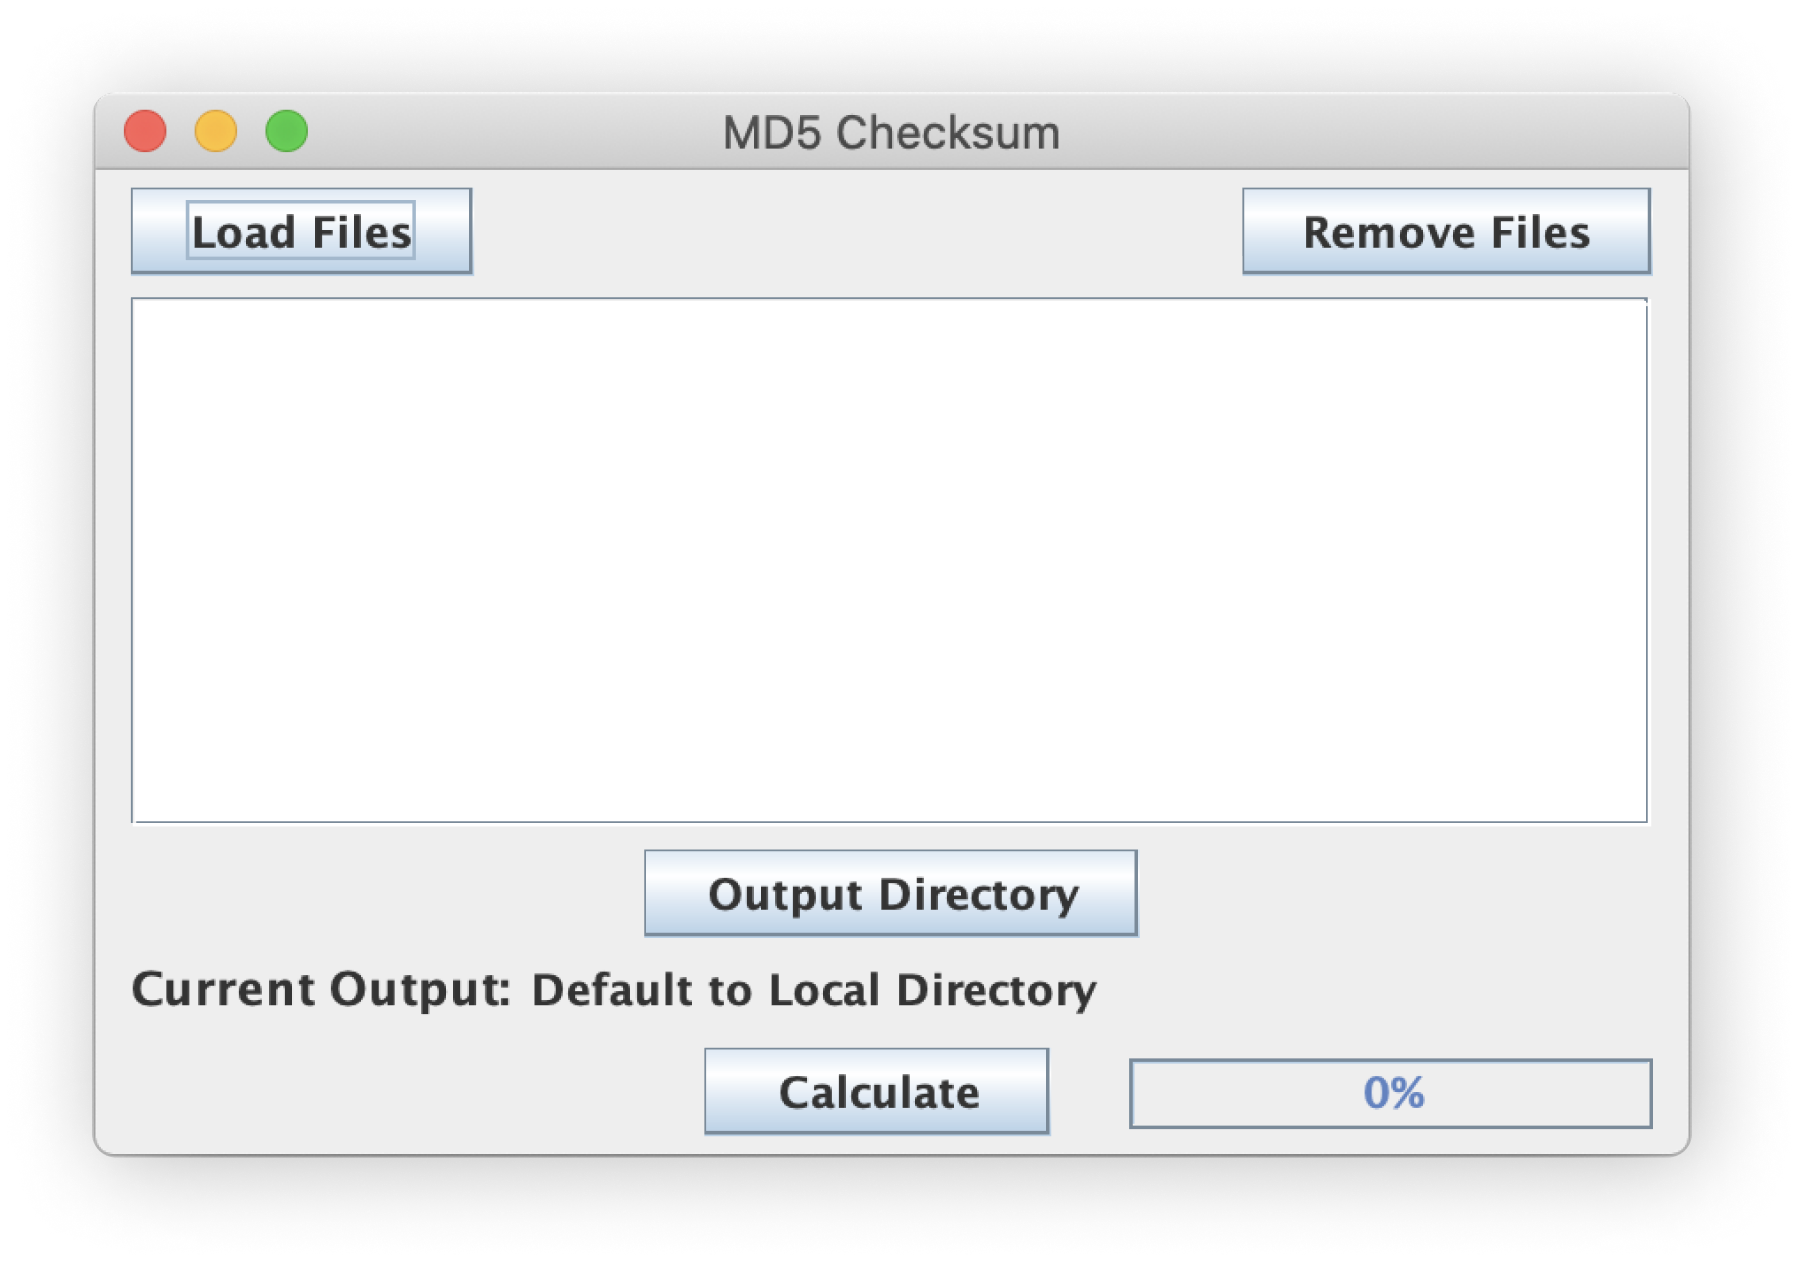 MD5 Checksum
Load Files
Remove Files
Output Directory
Current Output: Default to Local Directory
Calculate
0%